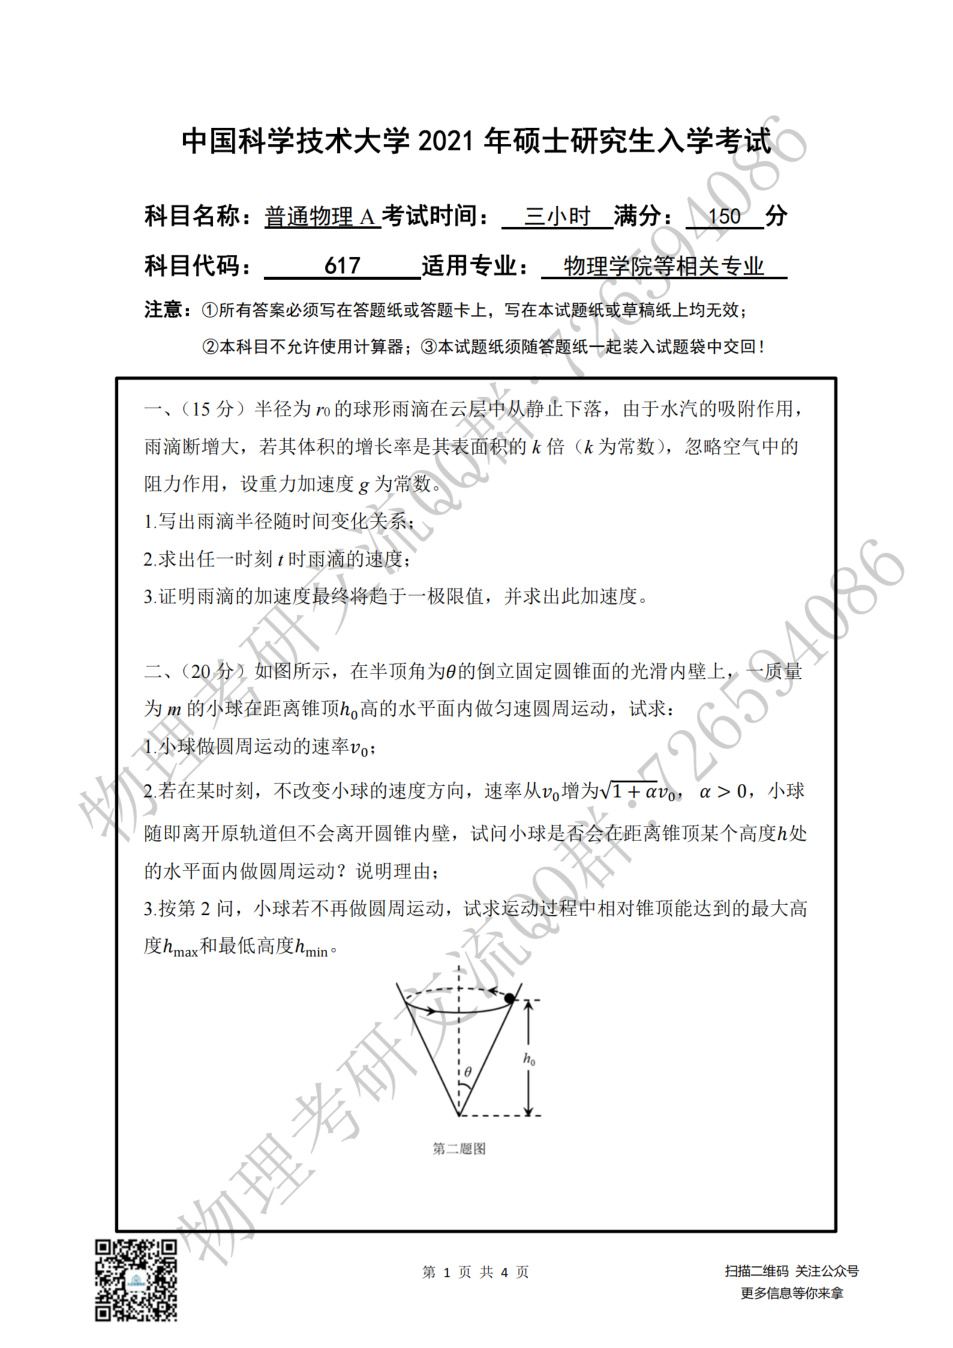 中国科学技术大学 2021 年硕士研究生入学考试
科目名称：普通物理 A 考试时间： 三小时 满分： 150 分
科目代码： 617 适用专业： 物理学院等相关专业
注意：①所有答案必须写在答题纸或答题卡上，写在本试题纸或草稿纸上均无效；
②本科目不允许使用计算器；③本试题纸须随答题纸一起装入试题袋中交回！
一、（15 分）半径为 r0 的球形雨滴在云层中从静止下落，由于水汽的吸附作用，
雨滴断增大，若其体积的增长率是其表面积的 k 倍（k 为常数），忽略空气中的
阻力作用，设重力加速度 g 为常数。
1.写出雨滴半径随时间变化关系；
2.求出任一时刻 t 时雨滴的速度；
3.证明雨滴的加速度最终将趋于一极限值，并求出此加速度。
二、（20 分）如图所示，在半顶角为θ的倒立固定圆锥面的光滑内壁上，一质量
为 m 的小球在距离锥顶h₀高的水平面内做匀速圆周运动，试求：
1.小球做圆周运动的速率v₀；
2.若在某时刻，不改变小球的速度方向，速率从v₀增为√(1 + α)v₀， α > 0，小球
随即离开原轨道但不会离开圆锥内壁，试问小球是否会在距离锥顶某个高度h处
的水平面内做圆周运动？说明理由；
3.按第 2 问，小球若不再做圆周运动，试求运动过程中相对锥顶能达到的最大高
度hmax和最低高度hmin。
h₀
θ
第二题图
第 1 页 共 4 页
扫描二维码 关注公众号
更多信息等你来拿
物理考研交流QQ群：726594086
物理考研交流QQ群：726594086